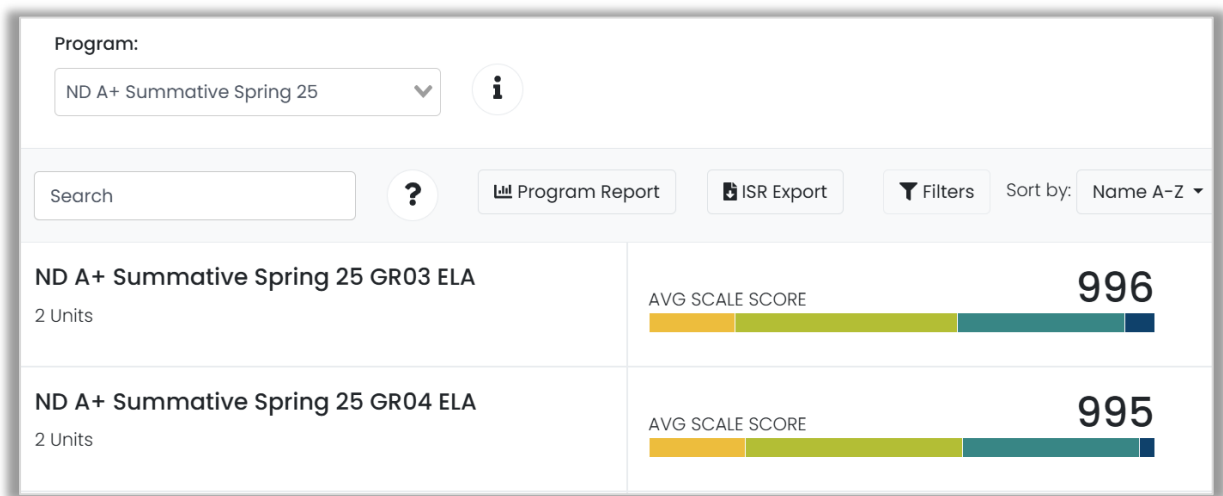 Program:
ND A+ Summative Spring 25
i
Search
?
Program Report
ISR Export
Filters
Sort by:
Name A-Z
ND A+ Summative Spring 25 GR03 ELA
2 Units
AVG SCALE SCORE
996
ND A+ Summative Spring 25 GR04 ELA
2 Units
AVG SCALE SCORE
995